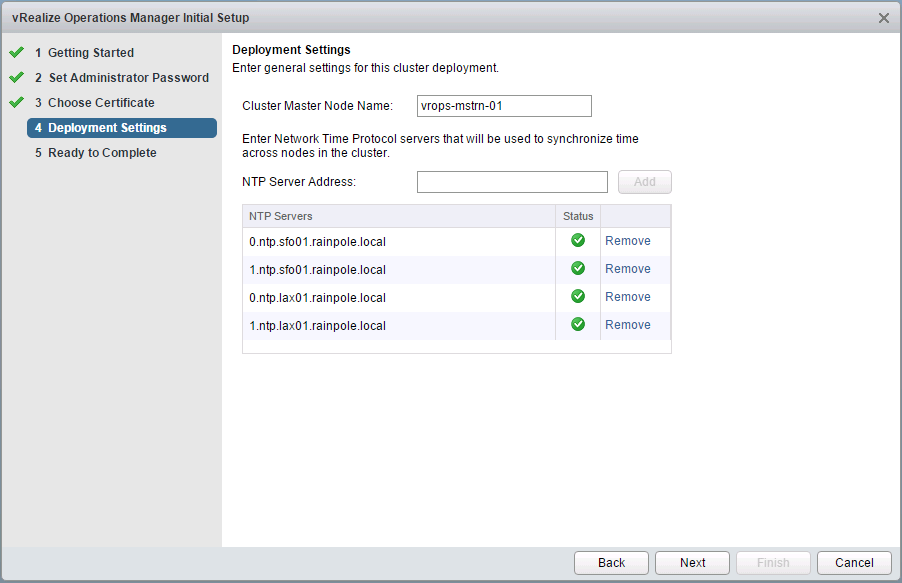 vRealize Operations Manager Initial Setup
1 Getting Started
2 Set Administrator Password
3 Choose Certificate
4 Deployment Settings
5 Ready to Complete
Deployment Settings
Enter general settings for this cluster deployment.
Cluster Master Node Name: vrops-mstrn-01
Enter Network Time Protocol servers that will be used to synchronize time
across nodes in the cluster.
NTP Server Address: Add
NTP Servers Status
0.ntp.sfo01.rainpole.local Remove
1.ntp.sfo01.rainpole.local Remove
0.ntp.lax01.rainpole.local Remove
1.ntp.lax01.rainpole.local Remove
Back Next Finish Cancel